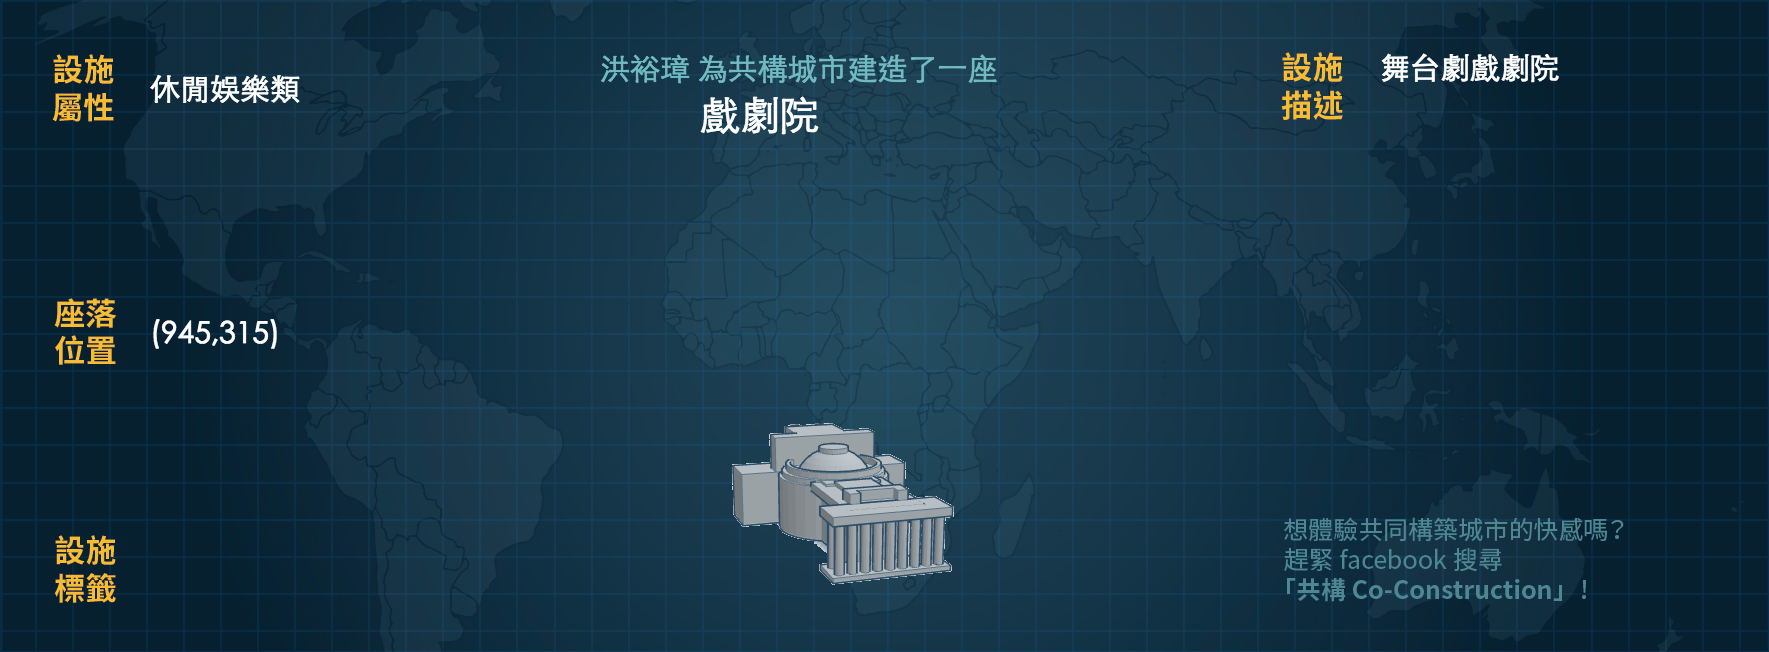 設施
屬性
休閒娛樂類
洪裕璋 為共構城市建造了一座
戲劇院
設施
描述
舞台劇戲劇院
座落
位置
(945,315)
設施
標籤
想體驗共同構築城市的快感嗎？
趕緊 facebook 搜尋
「共構 Co-Construction」！